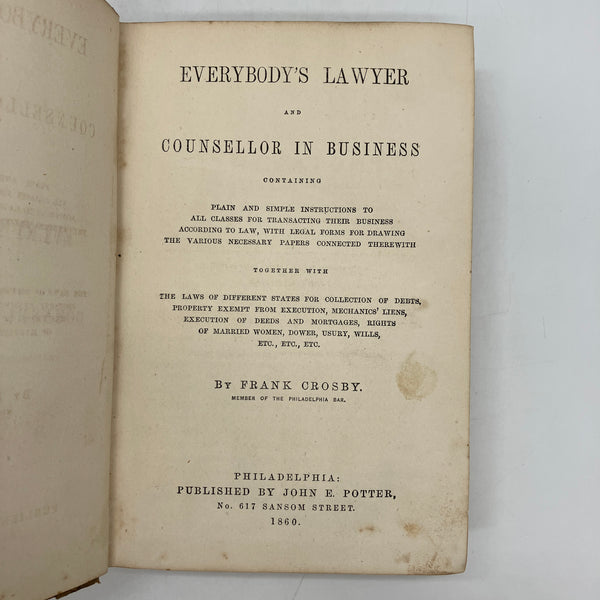 EVERYBODY'S LAWYER
AND
COUNSELLOR IN BUSINESS
CONTAINING
PLAIN AND SIMPLE INSTRUCTIONS TO
ALL CLASSES FOR TRANSACTING THEIR BUSINESS
ACCORDING TO LAW, WITH LEGAL FORMS FOR DRAWING
THE VARIOUS NECESSARY PAPERS CONNECTED THEREWITH
TOGETHER WITH
THE LAWS OF DIFFERENT STATES FOR COLLECTION OF DEBTS,
PROPERTY EXEMPT FROM EXECUTION, MECHANICS' LIENS,
EXECUTION OF DEEDS AND MORTGAGES, RIGHTS
OF MARRIED WOMEN, DOWER, USURY, WILLS,
ETC., ETC., ETC.
BY FRANK CROSBY.
MEMBER OF THE PHILADELPHIA BAR.
PHILADELPHIA:
PUBLISHED BY JOHN E. POTTER,
No. 617 SANSOM STREET.
1860.